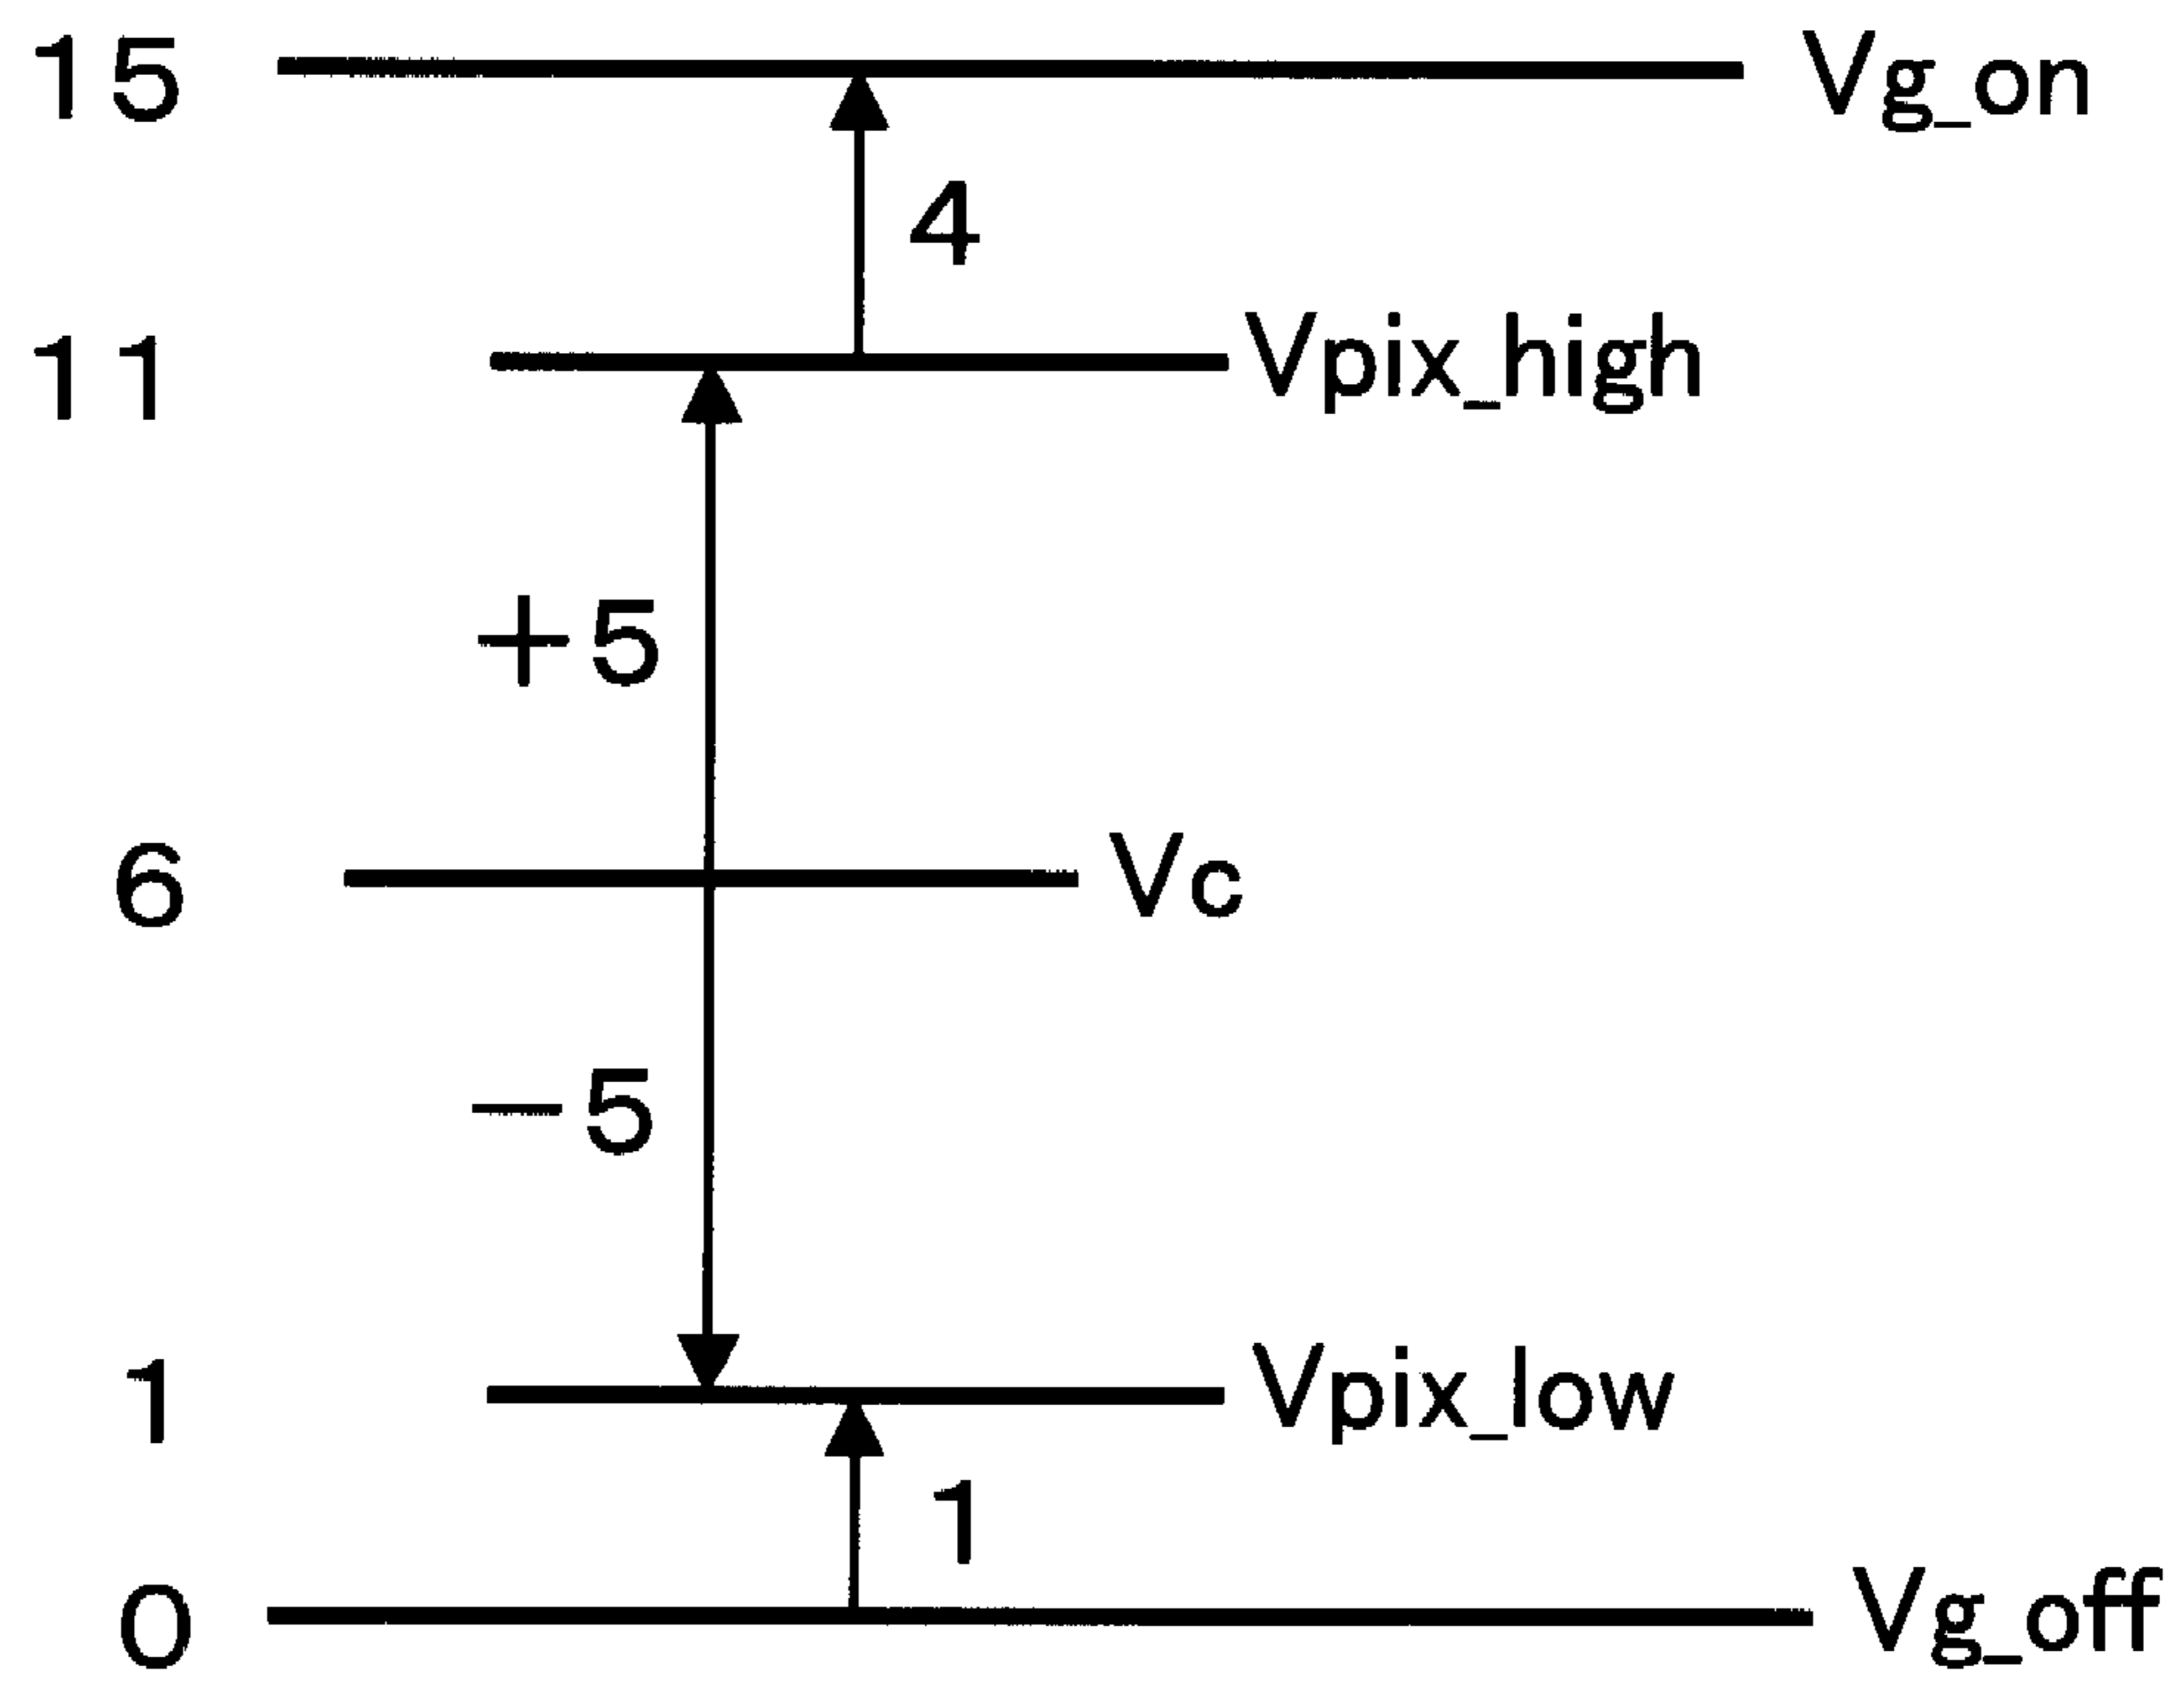 15 Vg_on
4
11 Vpix_high
+5
6 Vc
−5
1 Vpix_low
1
0 Vg_off